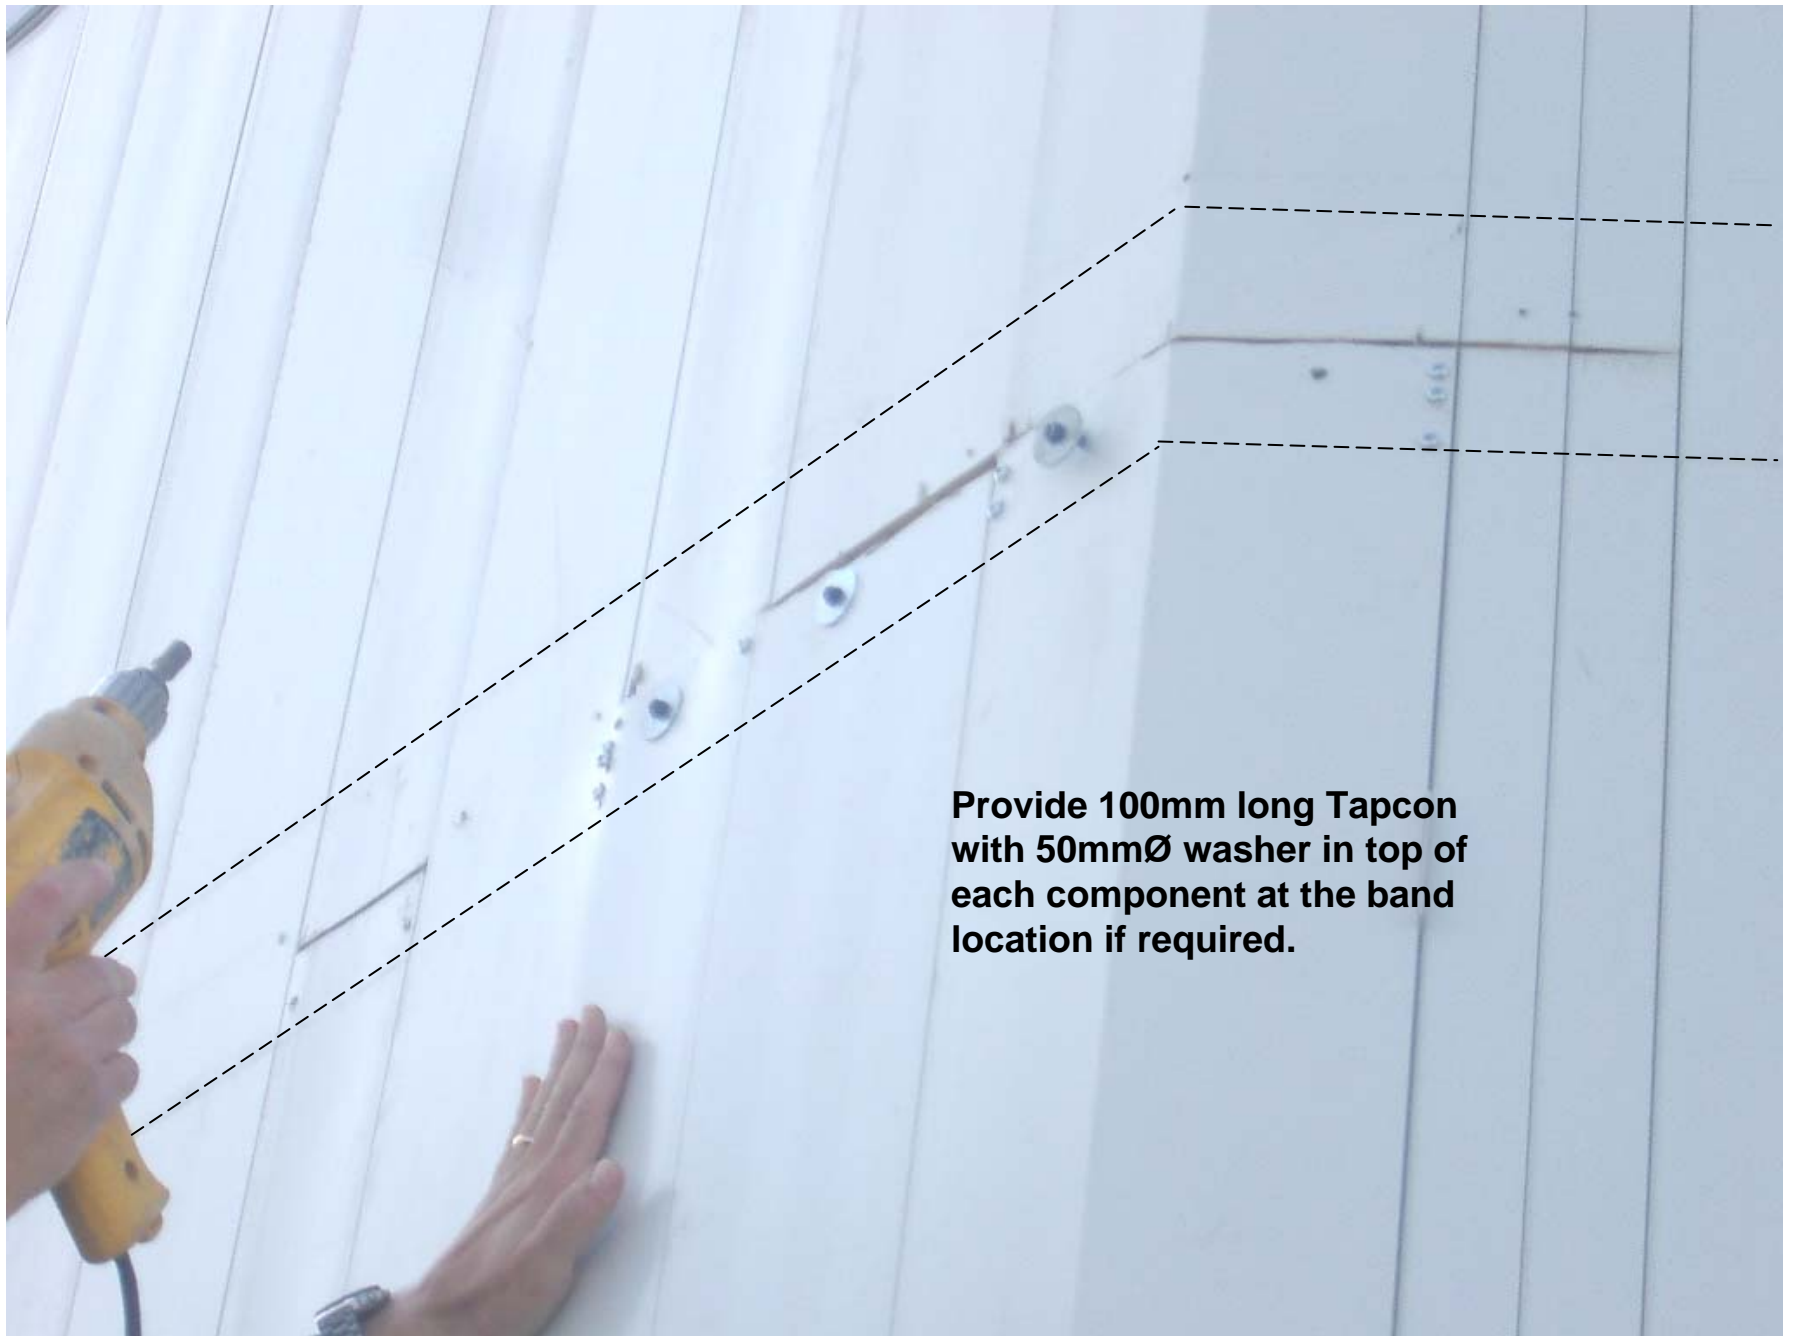 Provide 100mm long Tapcon
with 50mmØ washer in top of
each component at the band
location if required.